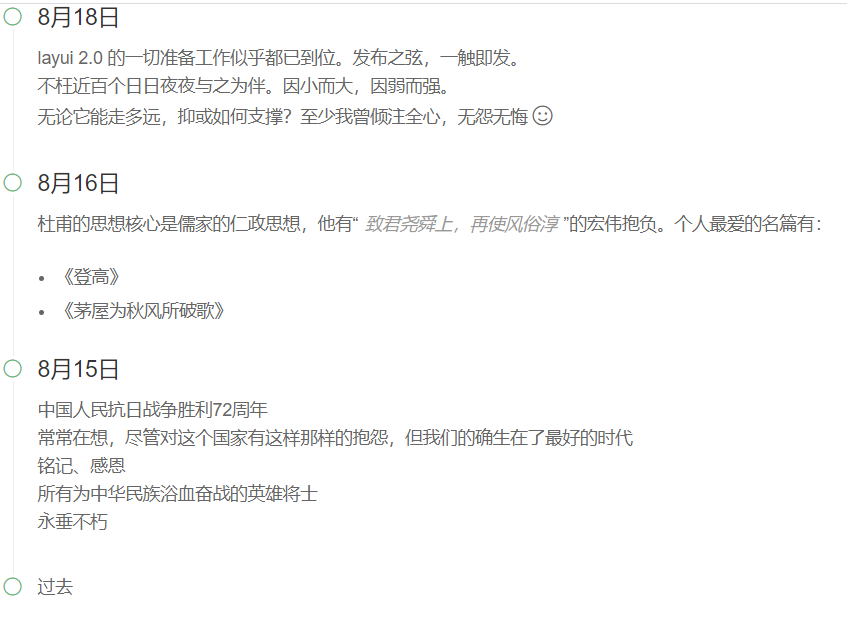 8月18日
layui 2.0 的一切准备工作似乎都已到位。发布之弦，一触即发。
不枉近百个日日夜夜与之为伴。因小而大，因弱而强。
无论它能走多远，抑或如何支撑？至少我曾倾注全心，无怨无悔
8月16日
杜甫的思想核心是儒家的仁政思想，他有“ 致君尧舜上，再使风俗淳 ”的宏伟抱负。个人最爱的名篇有：
• 《登高》
• 《茅屋为秋风所破歌》
8月15日
中国人民抗日战争胜利72周年
常常在想，尽管对这个国家有这样那样的抱怨，但我们的确生在了最好的时代
铭记、感恩
所有为中华民族浴血奋战的英雄将士
永垂不朽
过去